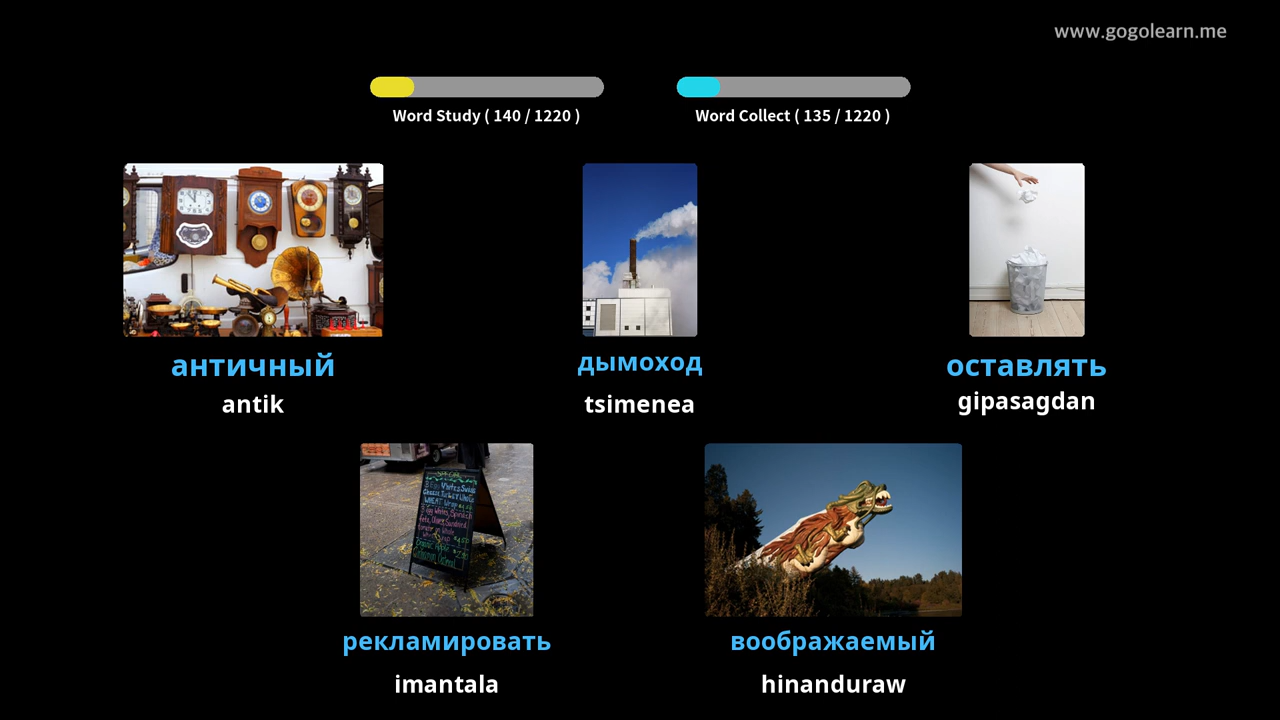 www.gogolearn.me
Word Study ( 140 / 1220 )
Word Collect ( 135 / 1220 )
античный
antik
дымоход
tsimenea
оставлять
gipasagdan
SPECIAL
рекламировать
imantala
воображаемый
hinanduraw